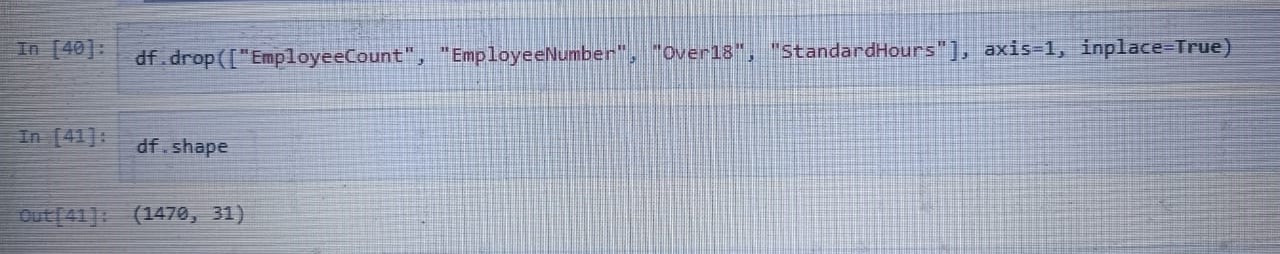 In [40]: df.drop(["EmployeeCount", "EmployeeNumber", "Over18", "StandardHours"], axis=1, inplace=True)
In [41]: df.shape
Out[41]: (1470, 31)